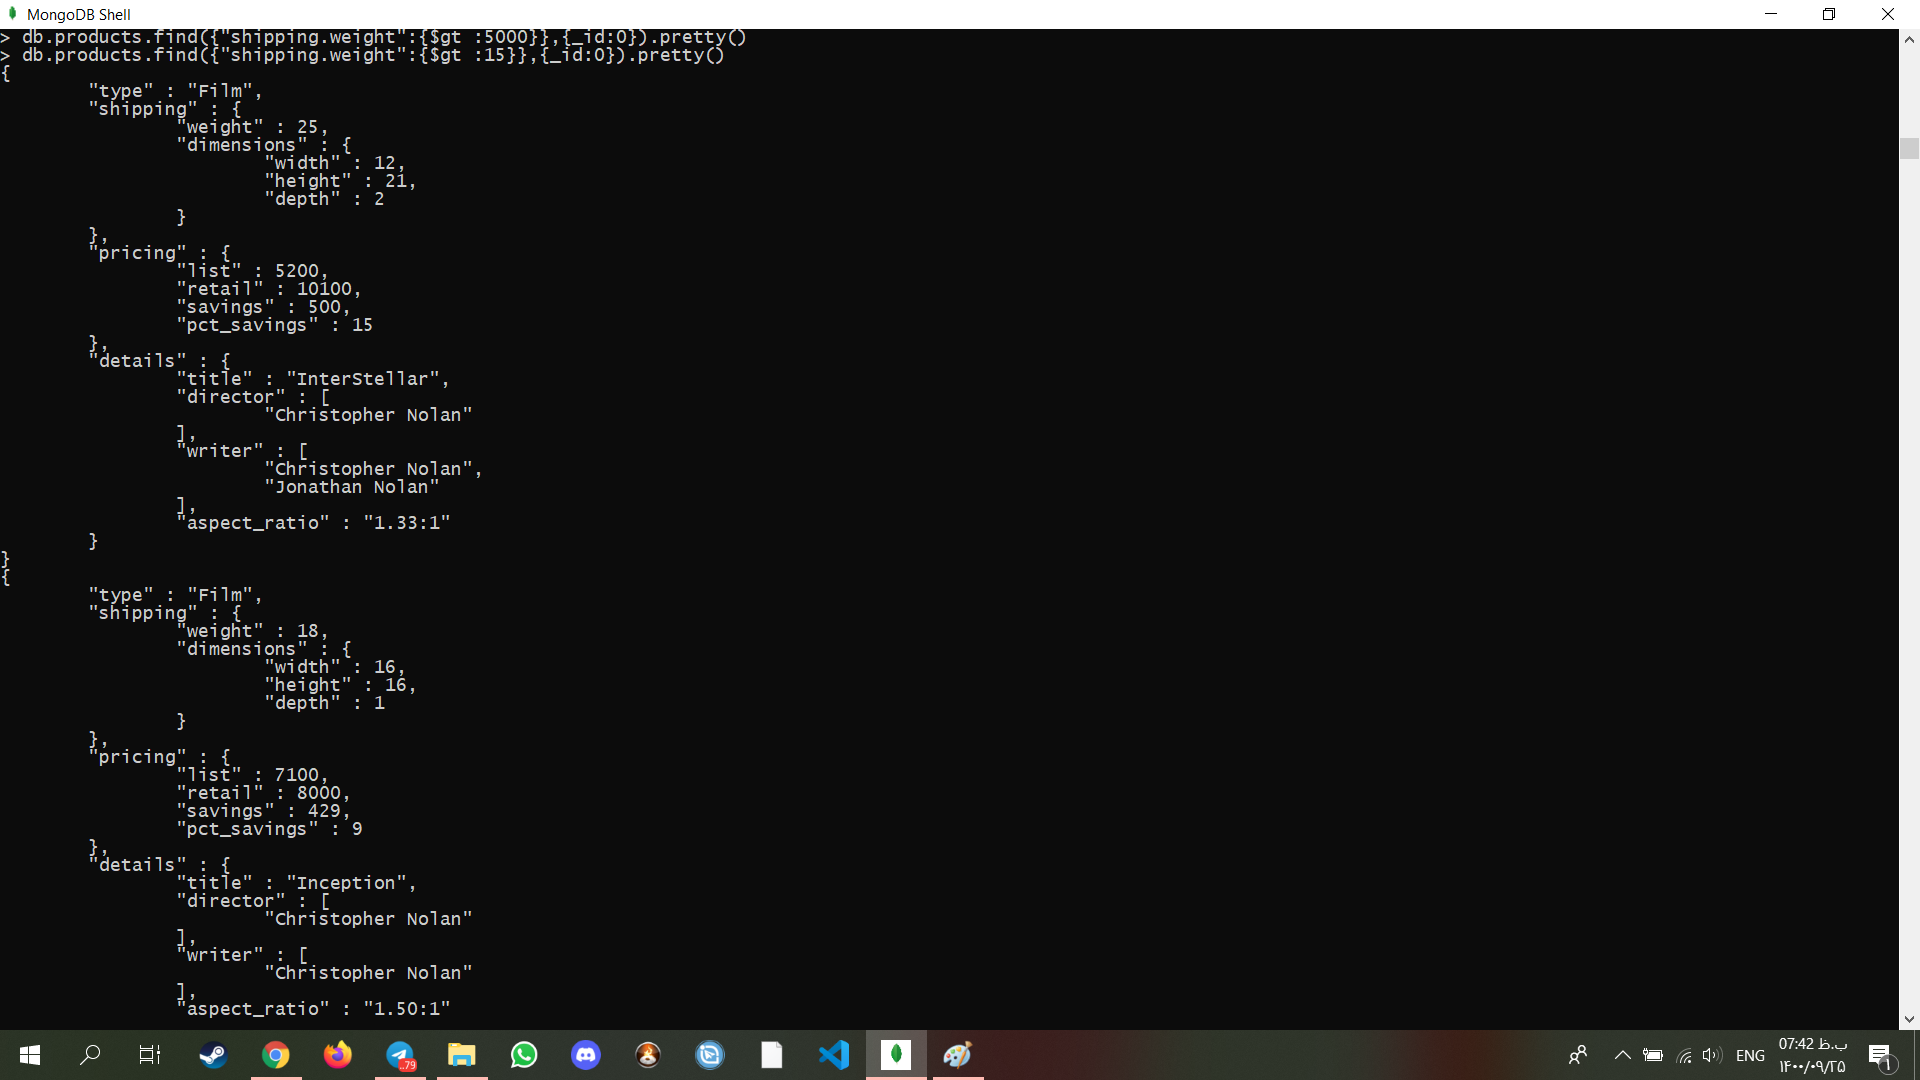 MongoDB Shell
> db.products.find({"shipping.weight":{$gt :5000}},{_id:0}).pretty()
> db.products.find({"shipping.weight":{$gt :15}},{_id:0}).pretty()
{
"type" : "Film",
"shipping" : {
"weight" : 25,
"dimensions" : {
"width" : 12,
"height" : 21,
"depth" : 2
}
},
"pricing" : {
"list" : 5200,
"retail" : 10100,
"savings" : 500,
"pct_savings" : 15
},
"details" : {
"title" : "InterStellar",
"director" : [
"Christopher Nolan"
],
"writer" : [
"Christopher Nolan",
"Jonathan Nolan"
],
"aspect_ratio" : "1.33:1"
}
}
{
"type" : "Film",
"shipping" : {
"weight" : 18,
"dimensions" : {
"width" : 16,
"height" : 16,
"depth" : 1
}
},
"pricing" : {
"list" : 7100,
"retail" : 8000,
"savings" : 429,
"pct_savings" : 9
},
"details" : {
"title" : "Inception",
"director" : [
"Christopher Nolan"
],
"writer" : [
"Christopher Nolan"
],
"aspect_ratio" : "1.50:1"
..79
ENG
07:42 ب.ظ
۱۴۰۰/۰۹/۲۵
۱